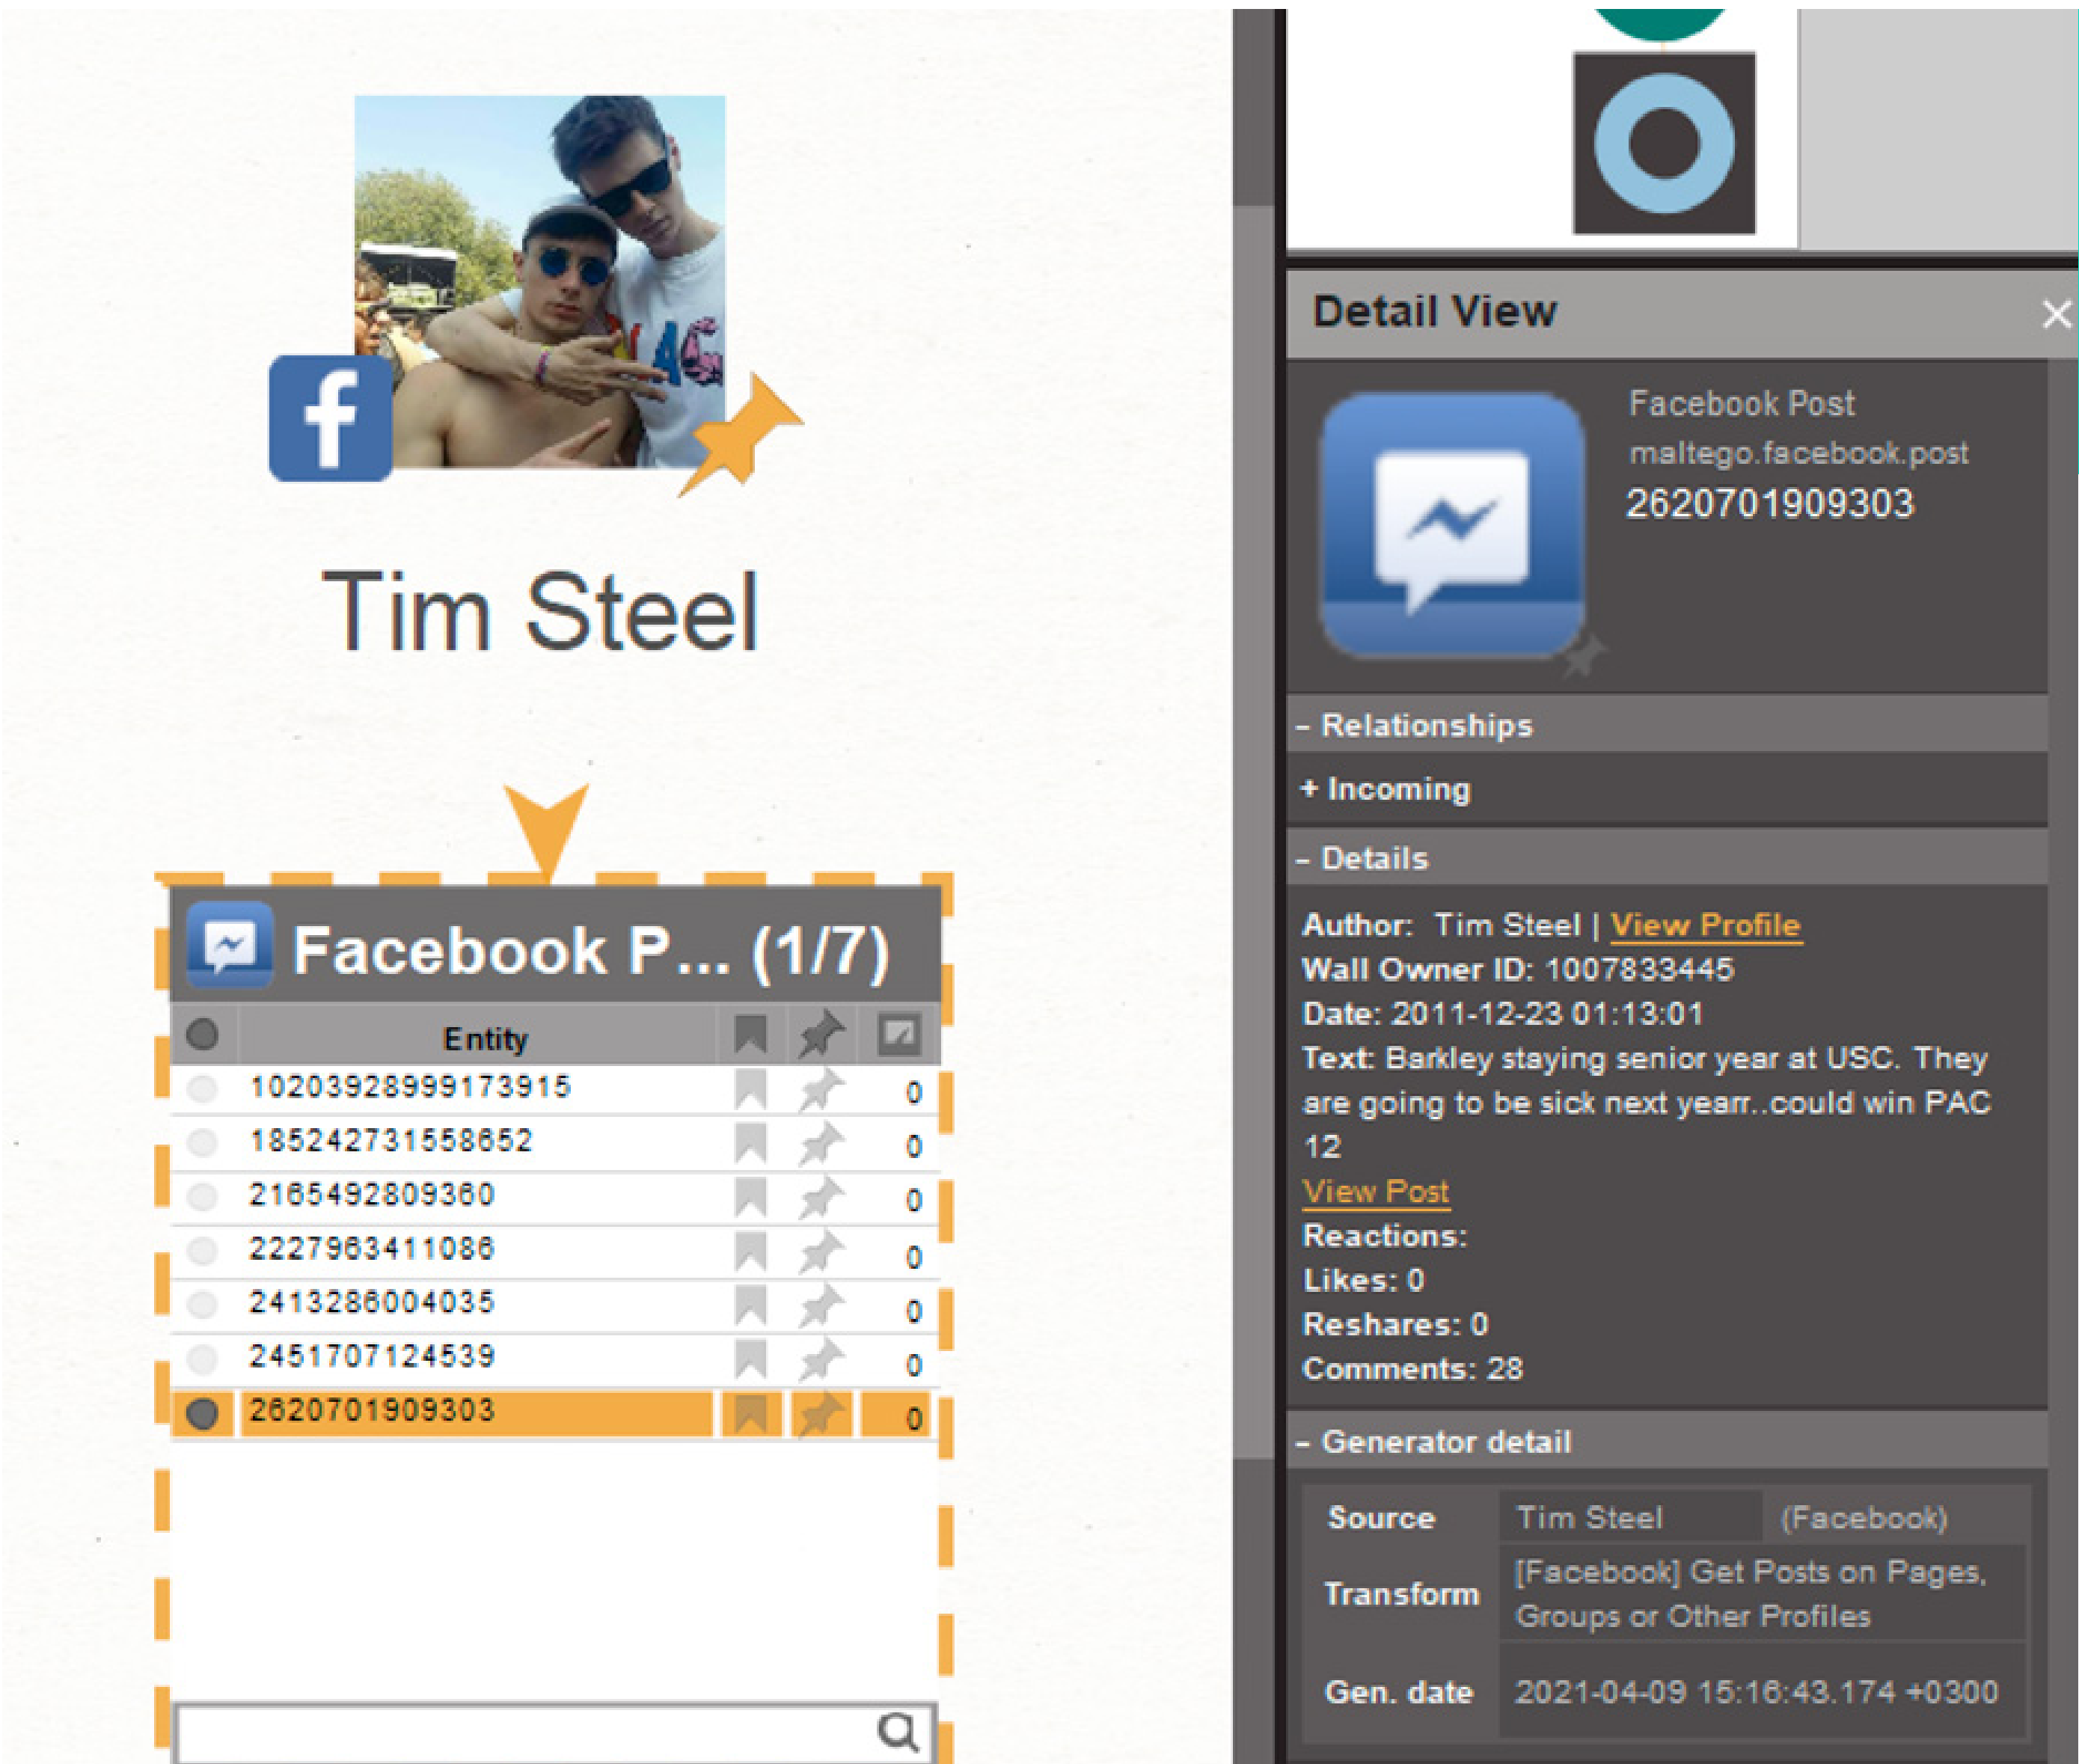 f
Tim Steel
Facebook P... (1/7)
Entity
10203928999173915 0
185242731558652 0
2165492809360 0
2227963411086 0
2413286004035 0
2451707124539 0
2620701909303 0
Detail View
Facebook Post
maltego.facebook.post
2620701909303
– Relationships
+ Incoming
– Details
Author: Tim Steel | View Profile
Wall Owner ID: 1007833445
Date: 2011-12-23 01:13:01
Text: Barkley staying senior year at USC. They
are going to be sick next yearr..could win PAC
12
View Post
Reactions:
Likes: 0
Reshares: 0
Comments: 28
– Generator detail
Source Tim Steel (Facebook)
Transform [Facebook] Get Posts on Pages,
Groups or Other Profiles
Gen. date 2021-04-09 15:16:43.174 +0300